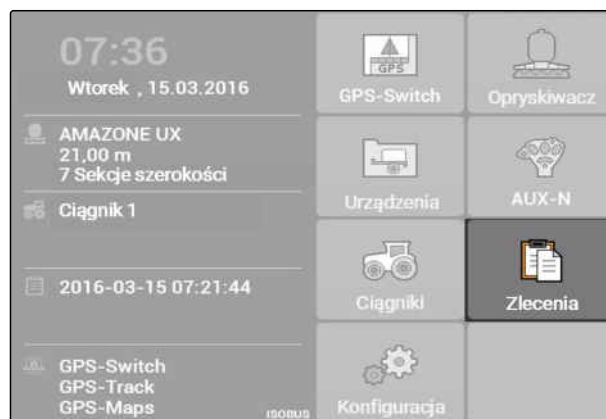 07:36
Wtorek , 15.03.2016
AMAZONE UX
21,00 m
7 Sekcje szerokości
Ciągnik 1
2016-03-15 07:21:44
GPS-Switch
GPS-Track
GPS-Maps
ISOBUS
GPS
GPS-Switch
Opryskiwacz
Urządzenia
AUX-N
Ciągniki
Zlecenia
Konfiguracja